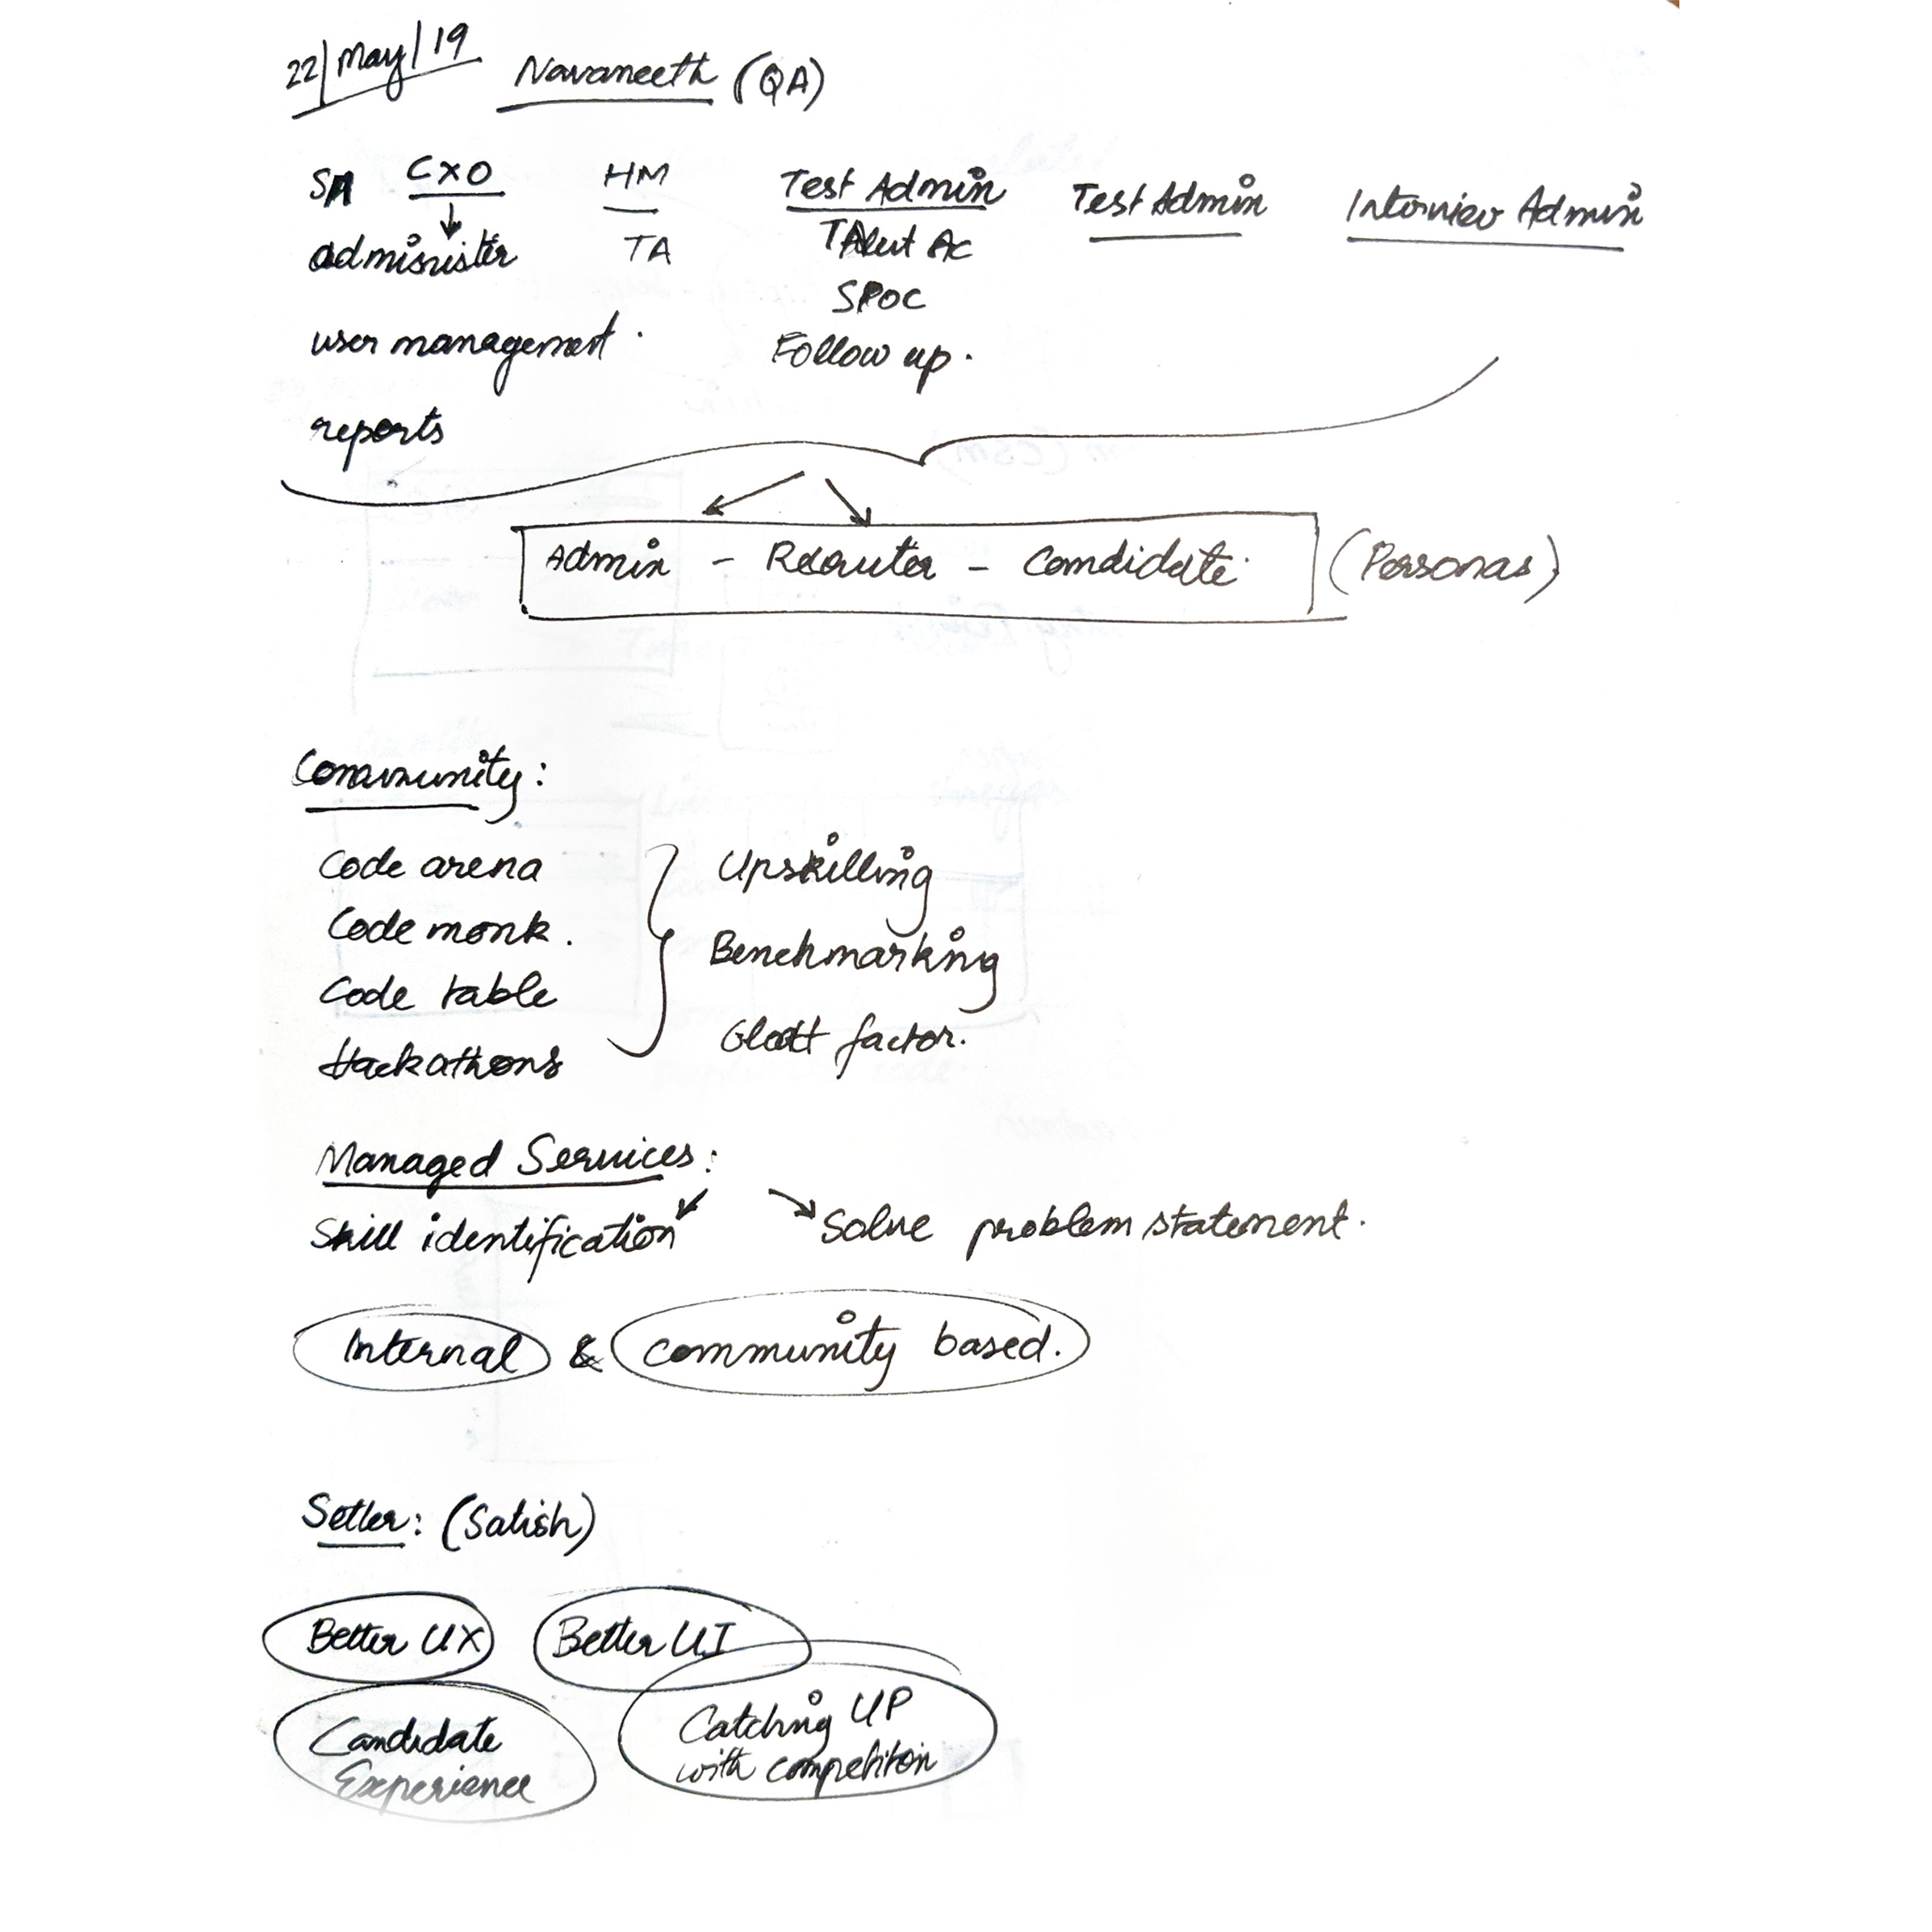 22/May/19 Navaneeth (QA)
SA CXO HM Test Admin Test Admin Interview Admin
administer TA TAlent Ac
SPOC
user management. Follow up.
reports
Admin - Recruiter - Candidate. (Personas)
Community:
Code arena Upskilling
Code monk. Benchmarking
Code table
Hackathons factor.
Managed Services:
Skill identification Solve problem statement.
Internal & community based.
Setler: (Satish)
Better UX Better UI
Candidate Catching UP
Experience with competition